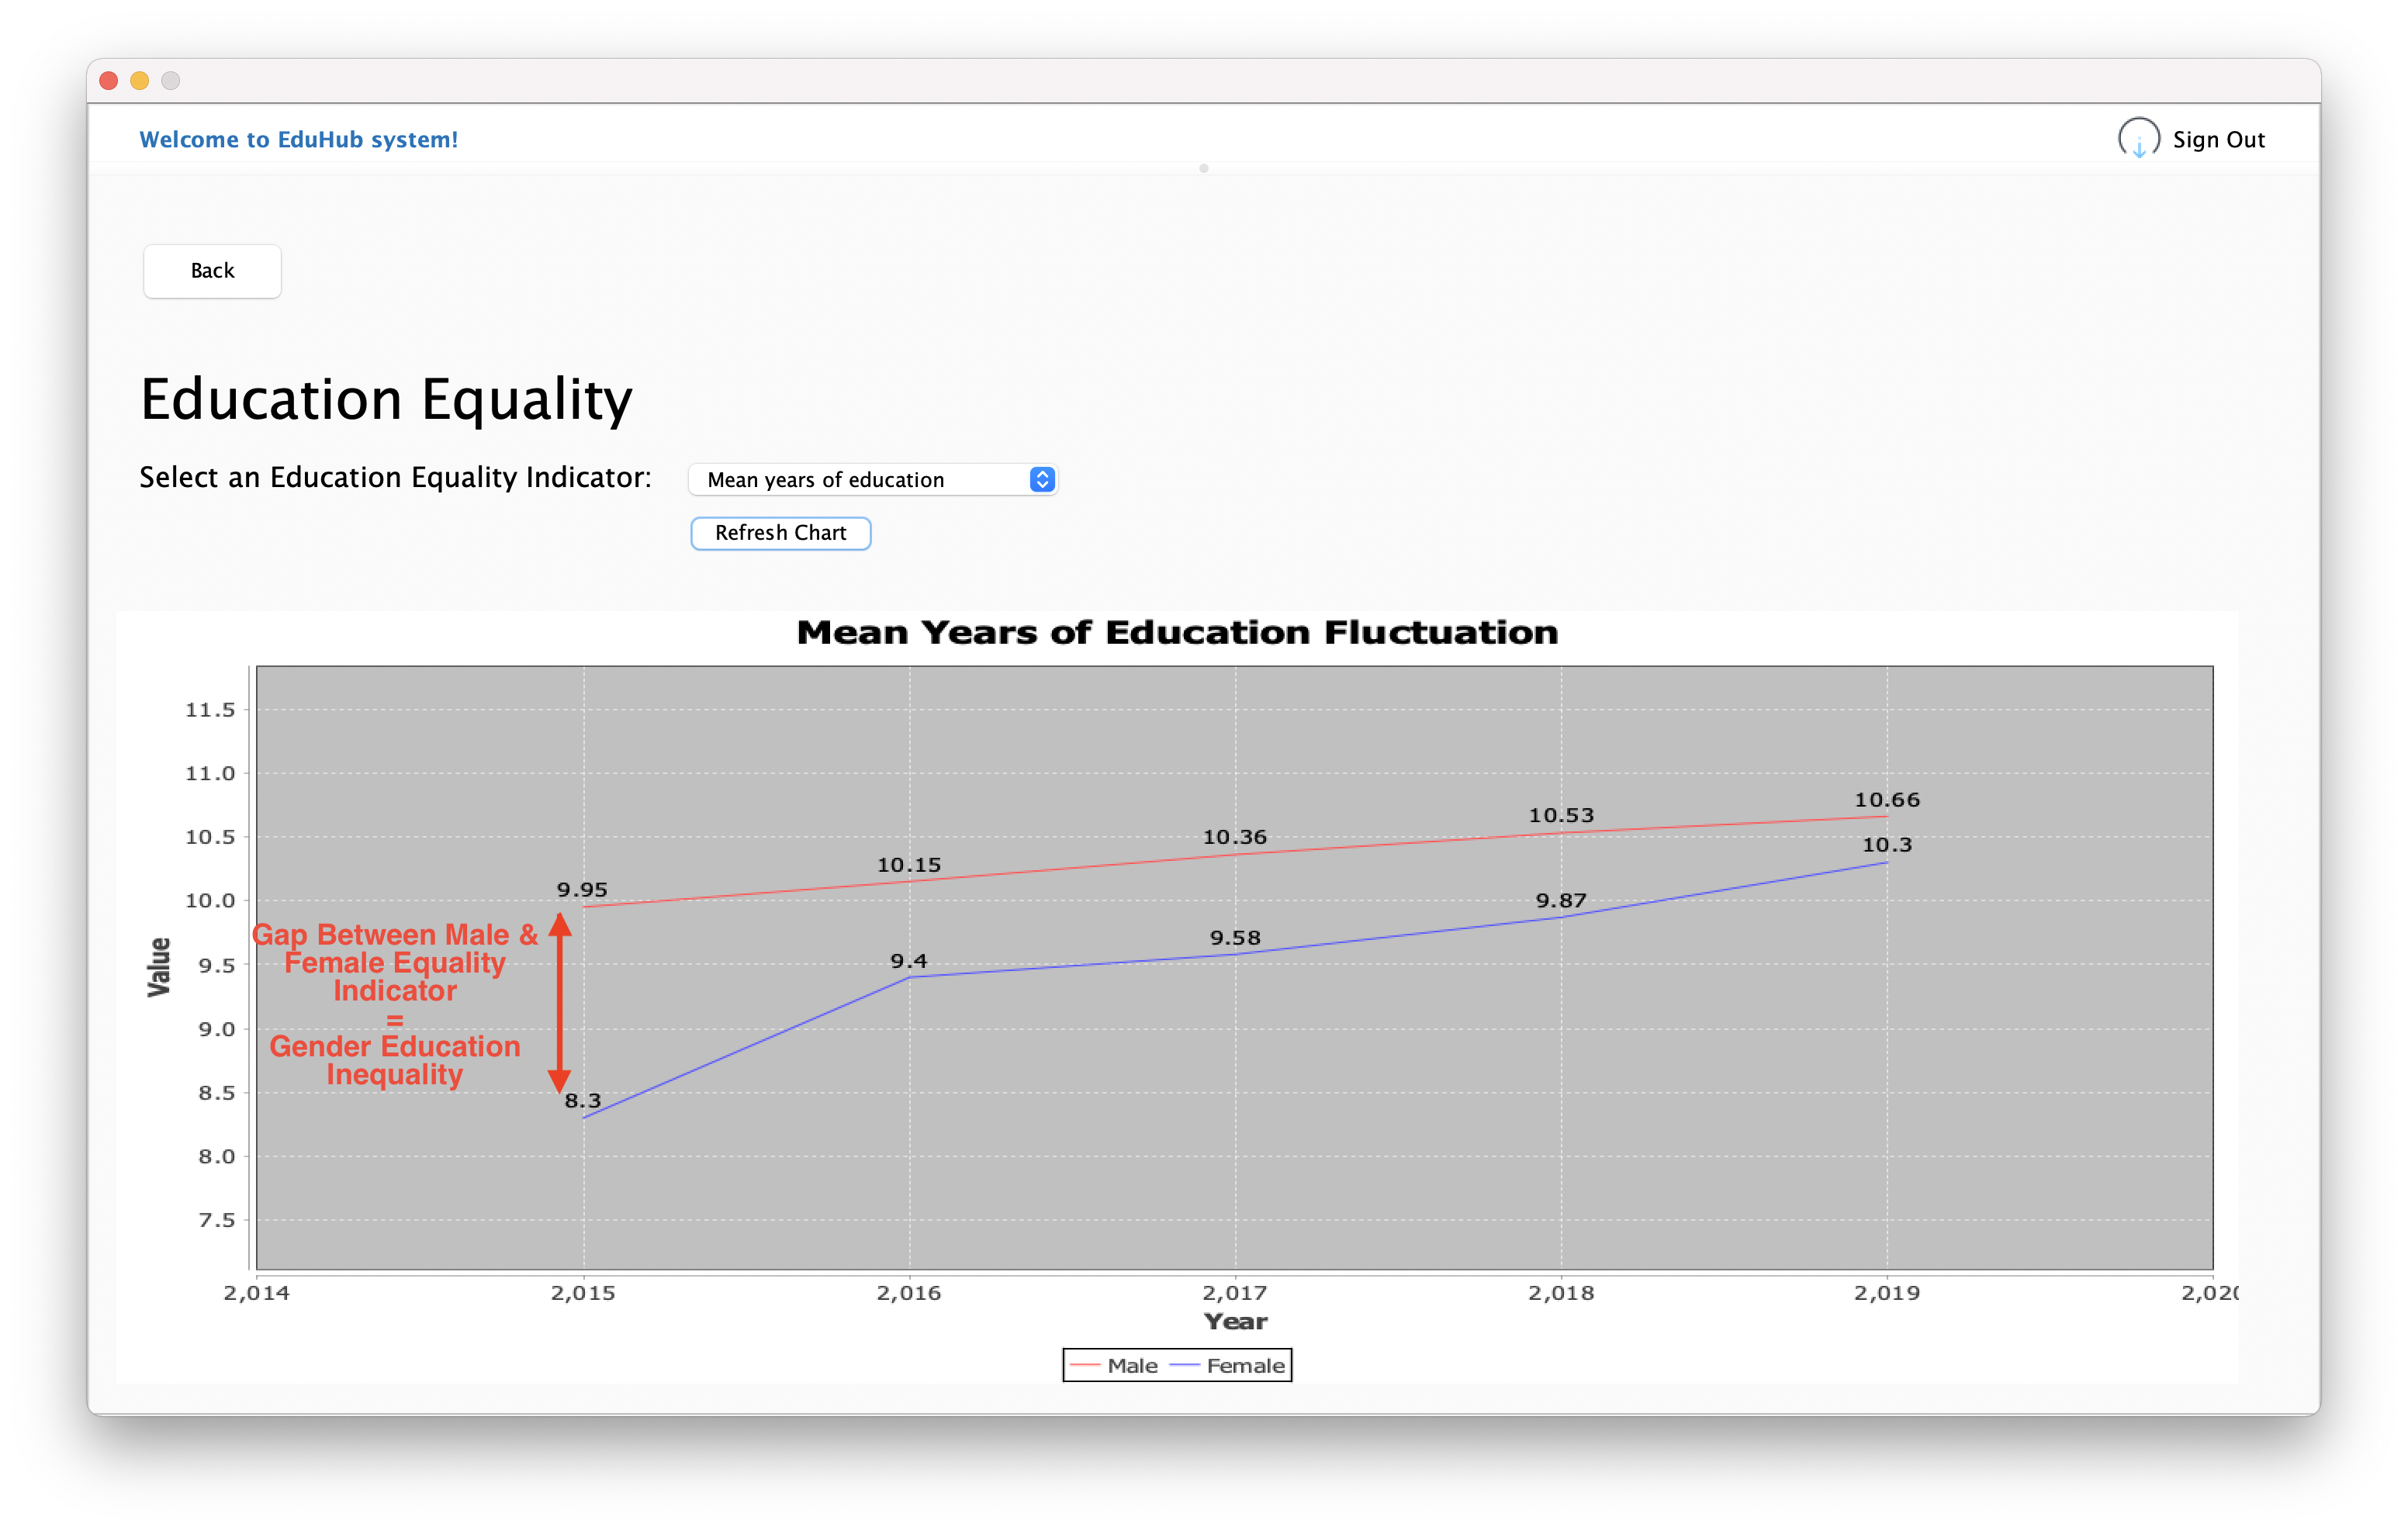 Welcome to EduHub system!
Sign Out
Back
Education Equality
Select an Education Equality Indicator:
Mean years of education
Refresh Chart
Mean Years of Education Fluctuation
11.5
11.0
10.5
10.0
9.5
9.0
8.5
8.0
7.5
Value
9.95
10.15
10.36
10.53
10.66
8.3
9.4
9.58
9.87
10.3
Gap Between Male &
Female Equality
Indicator
=
Gender Education
Inequality
2,014
2,015
2,016
2,017
2,018
2,019
2,020
Year
Male
Female